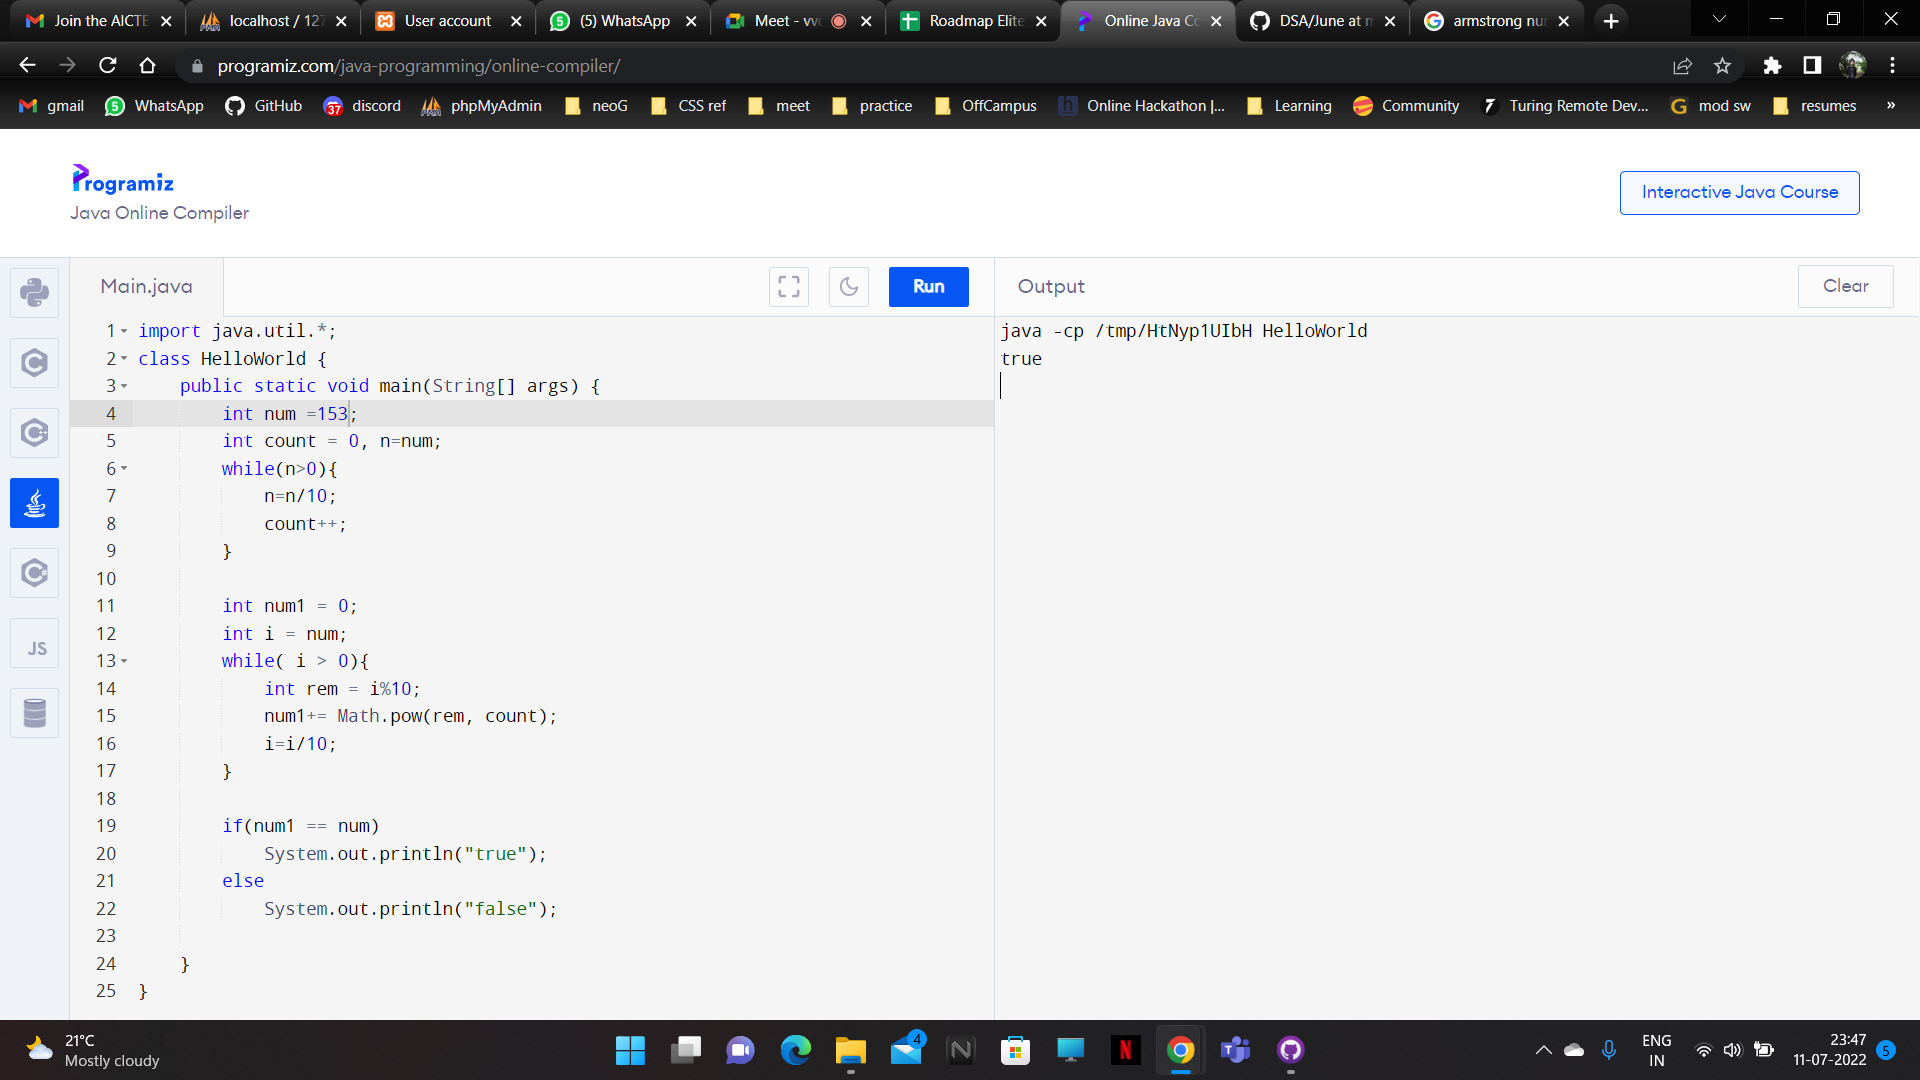 Join the AICTE
localhost / 127
User account
(5) WhatsApp
Meet - vvc
Roadmap Elite
Online Java Co
DSA/June at m
armstrong nu
programiz.com/java-programming/online-compiler/
gmail
WhatsApp
GitHub
37
discord
phpMyAdmin
neoG
CSS ref
meet
practice
OffCampus
Online Hackathon |...
Learning
Community
Turing Remote Dev...
mod sw
resumes
»
Programiz
Java Online Compiler
Interactive Java Course
Main.java
Run
Output
Clear
JS
1 import java.util.*;
2 class HelloWorld {
3 public static void main(String[] args) {
4 int num =153;
5 int count = 0, n=num;
6 while(n>0){
7 n=n/10;
8 count++;
9 }
10
11 int num1 = 0;
12 int i = num;
13 while( i > 0){
14 int rem = i%10;
15 num1+= Math.pow(rem, count);
16 i=i/10;
17 }
18
19 if(num1 == num)
20 System.out.println("true");
21 else
22 System.out.println("false");
23
24 }
25 }
java -cp /tmp/HtNyp1UIbH HelloWorld
true
21°C
Mostly cloudy
4
ENG
IN
23:47
11-07-2022
5